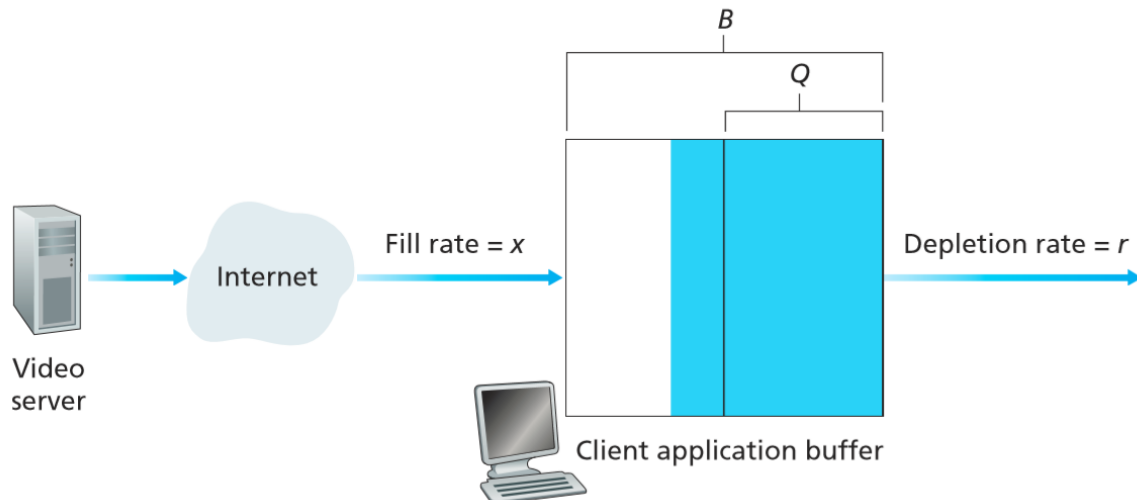 B
Q
Fill rate = x
Depletion rate = r
Internet
Video
server
Client application buffer